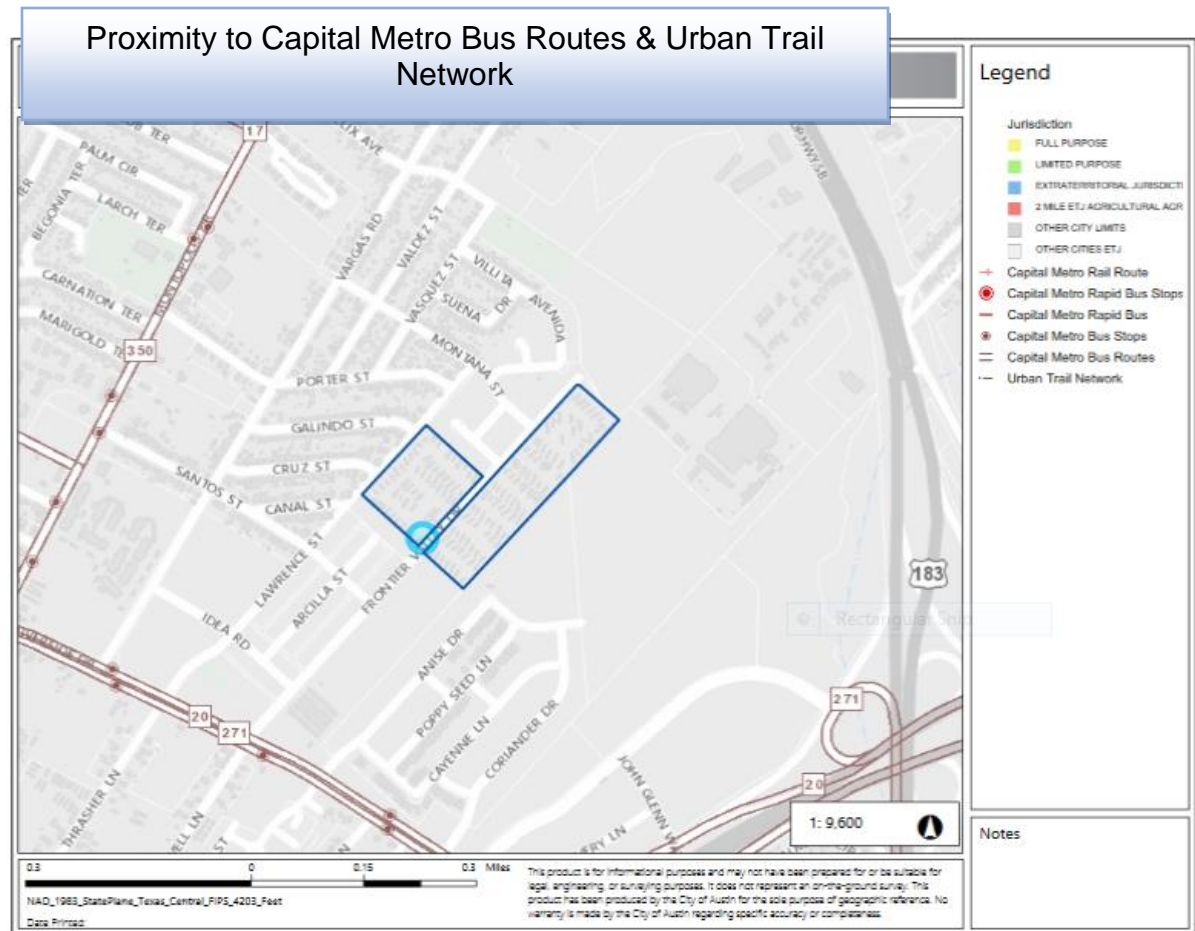 Proximity to Capital Metro Bus Routes & Urban Trail
Network
Legend
Jurisdiction
FULL PURPOSE
LIMITED PURPOSE
EXTRATERRITORIAL JURISDICTI
2 MILE ETJ AGRICULTURAL AGR
OTHER CITY LIMITS
OTHER CITIES ETJ
Capital Metro Rail Route
Capital Metro Rapid Bus Stops
Capital Metro Rapid Bus
Capital Metro Bus Stops
Capital Metro Bus Routes
Urban Trail Network
17
PALM CIR
LARCH TER
BEGONIA TER
CARNATION TER
MARIGOLD TE
350
VARGAS RD
VALDEZ ST
VASQUEZ ST
VILLITA
AVENIDA
SUENA DR
MONTANA ST
PORTER ST
GALINDO ST
CRUZ ST
CANAL ST
SANTOS ST
LAWRENCE ST
ARCILLA ST
FRONTIER
IDEA RD
ANISE DR
POPPY SEED LN
CAYENNE LN
CORIANDER DR
183
Rectangular Snip
271
20
20
271
THRASHER LN
JOHN GLENN WA
ERY LN
1: 9,600
Notes
0.3 0 0.15 0.3 Miles
NAD_1983_StatePlane_Texas_Central_FIPS_4203_Feet
Date Printed:
This product is for informational purposes and may not have been prepared for or be suitable for
legal, engineering, or surveying purposes. It does not represent an on-the-ground survey. This
product has been produced by the City of Austin for the sole purpose of geographic reference. No
warranty is made by the City of Austin regarding specific accuracy or completeness.